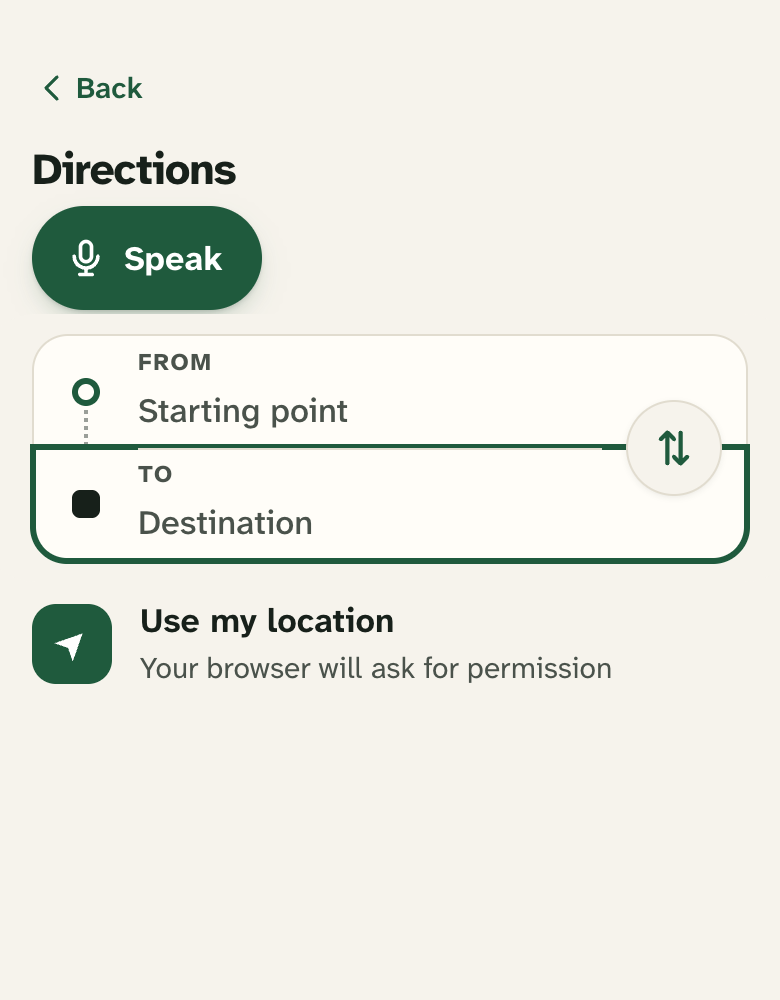 Back
Directions
Speak
FROM
Starting point
TO
Destination
Use my location
Your browser will ask for permission